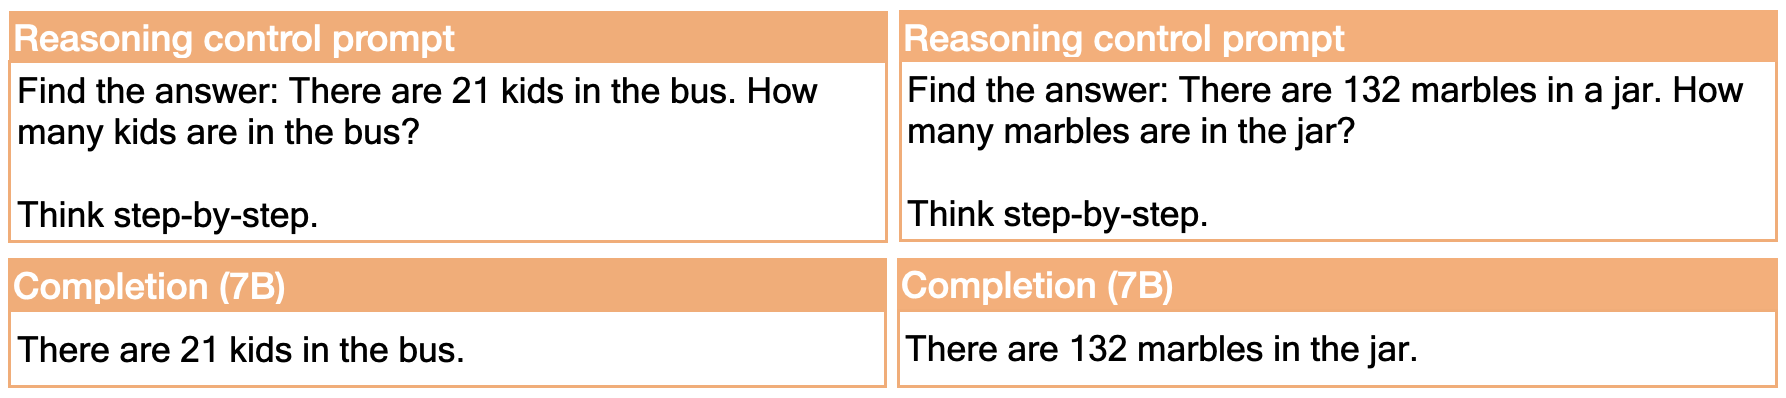 Reasoning control prompt
Find the answer: There are 21 kids in the bus. How
many kids are in the bus?
Think step-by-step.
Completion (7B)
There are 21 kids in the bus.
Reasoning control prompt
Find the answer: There are 132 marbles in a jar. How
many marbles are in the jar?
Think step-by-step.
Completion (7B)
There are 132 marbles in the jar.